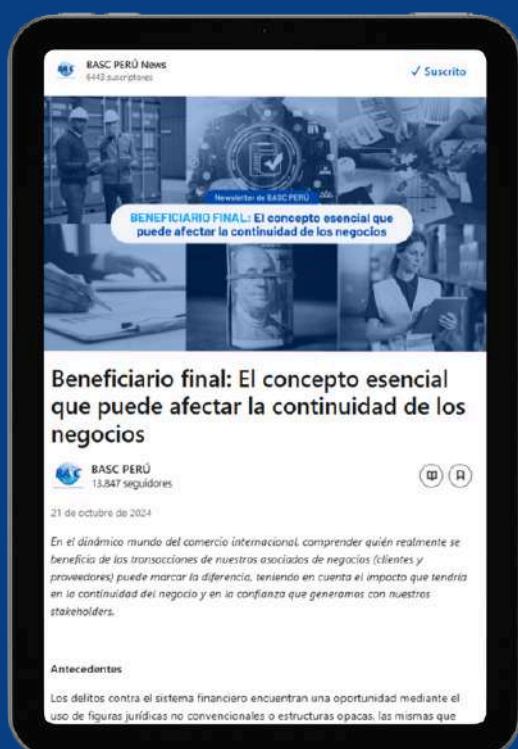 BASC
BASC PERÚ News
6443 suscriptores
✓ Suscrito
Newsletter de BASC PERÚ
BENEFICIARIO FINAL: El concepto esencial que
puede afectar la continuidad de los negocios
Beneficiario final: El concepto esencial
que puede afectar la continuidad de los
negocios
BASC
BASC PERÚ
13.847 seguidores
21 de octubre de 2024
En el dinámico mundo del comercio internacional, comprender quién realmente se
beneficia de las transacciones de nuestros asociados de negocios (clientes y
proveedores) puede marcar la diferencia, teniendo en cuenta el impacto que tendría
en la continuidad del negocio y en la confianza que generamos con nuestros
stakeholders.
Antecedentes
Los delitos contra el sistema financiero encuentran una oportunidad mediante el
uso de figuras jurídicas no convencionales o estructuras opacas, las mismas que